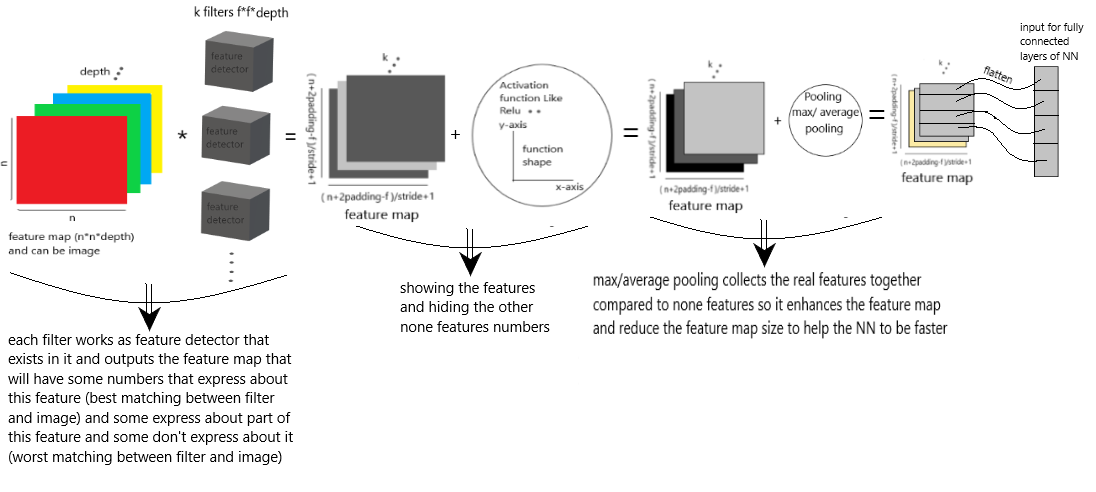 k filters f*f*depth
depth
n
n
feature map (n*n*depth)
and can be image
*
feature
detector
feature
detector
feature
detector
=
k
(n+2padding-f)/stride+1
(n+2padding-f)/stride+1
feature map
+
Activation
function Like
Relu
y-axis
function
shape
x-axis
=
k
(n+2padding-f)/stride+1
(n+2padding-f)/stride+1
feature map
+
Pooling
max/ average
pooling
=
k
(n+2padding-f)/stride+1
(n+2padding-f)/stride+1
feature map
flatten
input for fully
connected
layers of NN
each filter works as feature detector that
exists in it and outputs the feature map that
will have some numbers that express about
this feature (best matching between filter
and image) and some express about part of
this feature and some don't express about it
(worst matching between filter and image)
showing the features
and hiding the other
none features numbers
max/average pooling collects the real features together
compared to none features so it enhances the feature map
and reduce the feature map size to help the NN to be faster